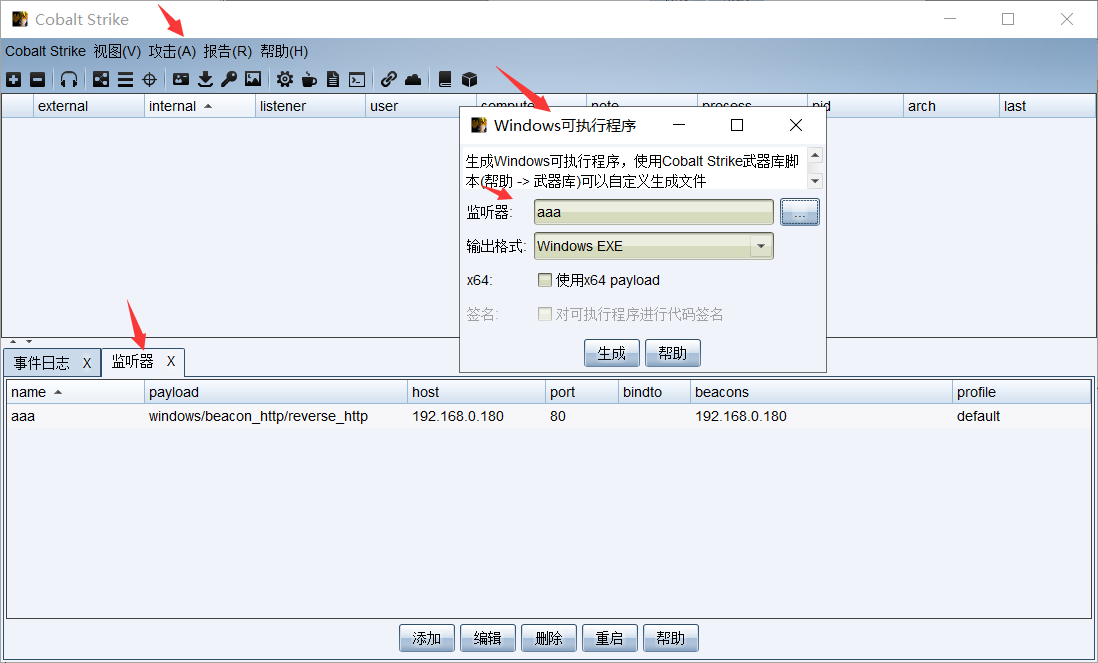 Cobalt Strike
Cobalt Strike 视图(V) 攻击(A) 报告(R) 帮助(H)
external internal listener user note process pid arch last
Windows可执行程序
生成Windows可执行程序，使用Cobalt Strike武器库脚
本(帮助 -> 武器库)可以自定义生成文件
监听器: aaa ...
输出格式: Windows EXE
x64: 使用x64 payload
签名: 对可执行程序进行代码签名
生成 帮助
事件日志 X 监听器 X
name payload host port bindto beacons profile
aaa windows/beacon_http/reverse_http 192.168.0.180 80 192.168.0.180 default
添加 编辑 删除 重启 帮助